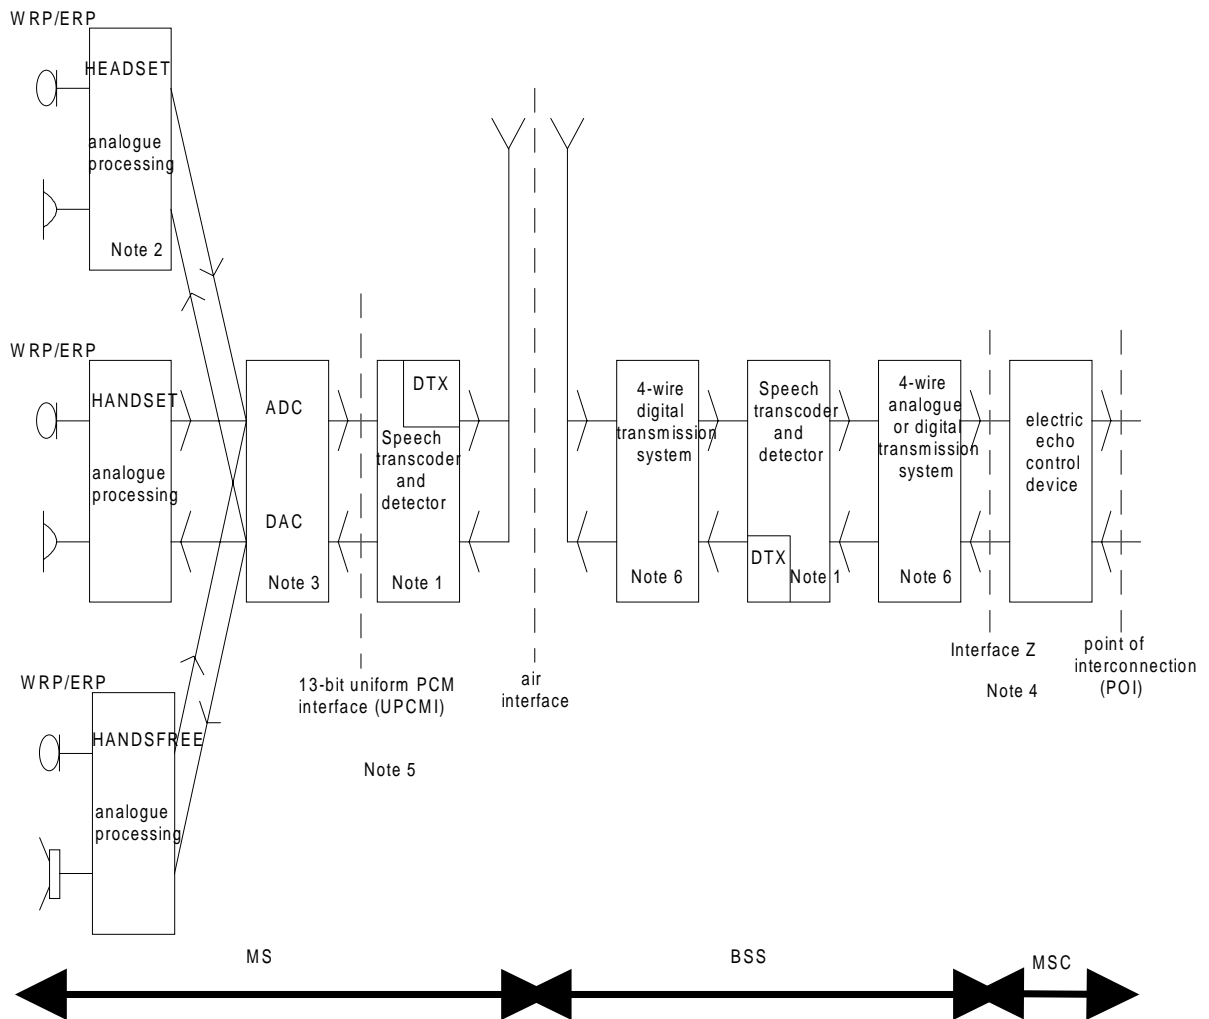 WRP/ERP
HEADSET
analogue
processing
Note 2
WRP/ERP
HANDSET
analogue
processing
ADC
DAC
Note 3
DTX
Speech
transcoder
and
detector
Note 1
4-wire
digital
transmission
system
Note 6
Speech
transcoder
and
detector
DTX
Note 1
4-wire
analogue
or digital
transmission
system
Note 6
electric
echo
control
device
WRP/ERP
HANDSFREE
analogue
processing
13-bit uniform PCM
interface (UPCMI)
Note 5
air
interface
Interface Z
Note 4
point of
interconnection
(POI)
MS
BSS
MSC